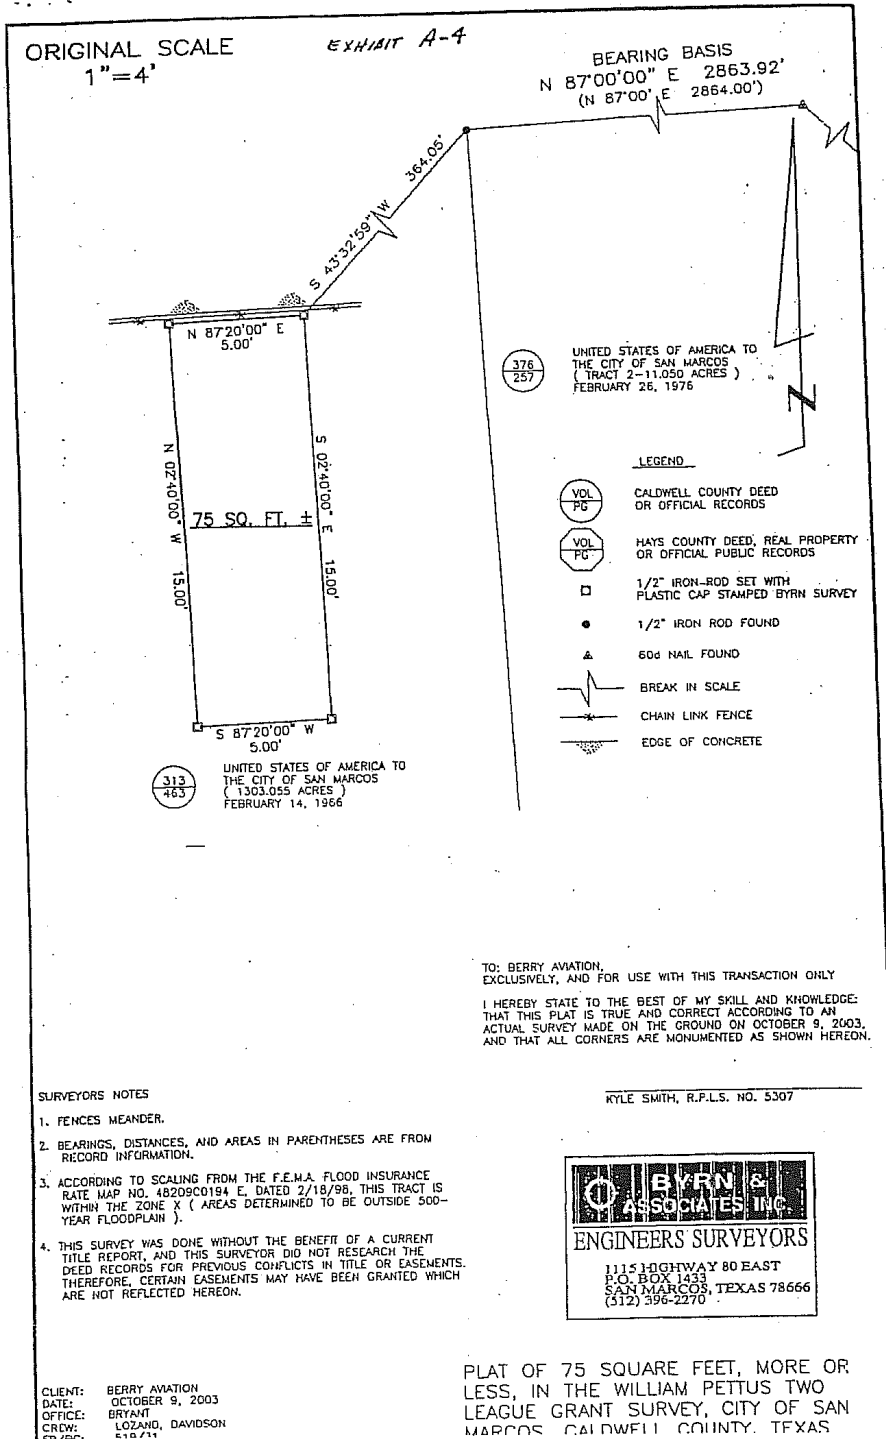 ORIGINAL SCALE
1"=4'
EXHIBIT A-4
BEARING BASIS
N 87°00'00" E 2863.92'
(N 87°00' E 2864.00')
S 43°32'59" W 364.05'
N 87°20'00" E
5.00'
N 02°40'00" W 15.00'
75 SQ. FT. ±
S 02°40'00" E 15.00'
S 87°20'00" W
5.00'
376
257
UNITED STATES OF AMERICA TO
THE CITY OF SAN MARCOS
( TRACT 2-11.050 ACRES )
FEBRUARY 26, 1976
N
LEGEND
VOL
PG
CALDWELL COUNTY DEED
OR OFFICIAL RECORDS
VOL
PG
HAYS COUNTY DEED, REAL PROPERTY
OR OFFICIAL PUBLIC RECORDS
1/2" IRON-ROD SET WITH
PLASTIC CAP STAMPED BYRN SURVEY
1/2" IRON ROD FOUND
60d NAIL FOUND
BREAK IN SCALE
CHAIN LINK FENCE
EDGE OF CONCRETE
313
463
UNITED STATES OF AMERICA TO
THE CITY OF SAN MARCOS
( 1303.055 ACRES )
FEBRUARY 14, 1966
TO: BERRY AVIATION,
EXCLUSIVELY, AND FOR USE WITH THIS TRANSACTION ONLY
I HEREBY STATE TO THE BEST OF MY SKILL AND KNOWLEDGE:
THAT THIS PLAT IS TRUE AND CORRECT ACCORDING TO AN
ACTUAL SURVEY MADE ON THE GROUND ON OCTOBER 9, 2003,
AND THAT ALL CORNERS ARE MONUMENTED AS SHOWN HEREON.
KYLE SMITH, R.P.L.S. NO. 5307
SURVEYORS NOTES
1. FENCES MEANDER.
2. BEARINGS, DISTANCES, AND AREAS IN PARENTHESES ARE FROM
RECORD INFORMATION.
3. ACCORDING TO SCALING FROM THE F.E.M.A. FLOOD INSURANCE
RATE MAP NO. 48209C0194 E, DATED 2/18/98, THIS TRACT IS
WITHIN THE ZONE X ( AREAS DETERMINED TO BE OUTSIDE 500-
YEAR FLOODPLAIN ).
4. THIS SURVEY WAS DONE WITHOUT THE BENEFIT OF A CURRENT
TITLE REPORT, AND THIS SURVEYOR DID NOT RESEARCH THE
DEED RECORDS FOR PREVIOUS CONFLICTS IN TITLE OR EASEMENTS.
THEREFORE, CERTAIN EASEMENTS MAY HAVE BEEN GRANTED WHICH
ARE NOT REFLECTED HEREON.
BYRN &
ASSOCIATES INC.
ENGINEERS SURVEYORS
1115 HIGHWAY 80 EAST
P.O. BOX 1433
SAN MARCOS, TEXAS 78666
(512) 396-2270
CLIENT: BERRY AVIATION
DATE: OCTOBER 9, 2003
OFFICE: BRYANT
CREW: LOZANO, DAVIDSON
519/31
PLAT OF 75 SQUARE FEET, MORE OR
LESS, IN THE WILLIAM PETTUS TWO
LEAGUE GRANT SURVEY, CITY OF SAN
MARCOS, CALDWELL COUNTY, TEXAS